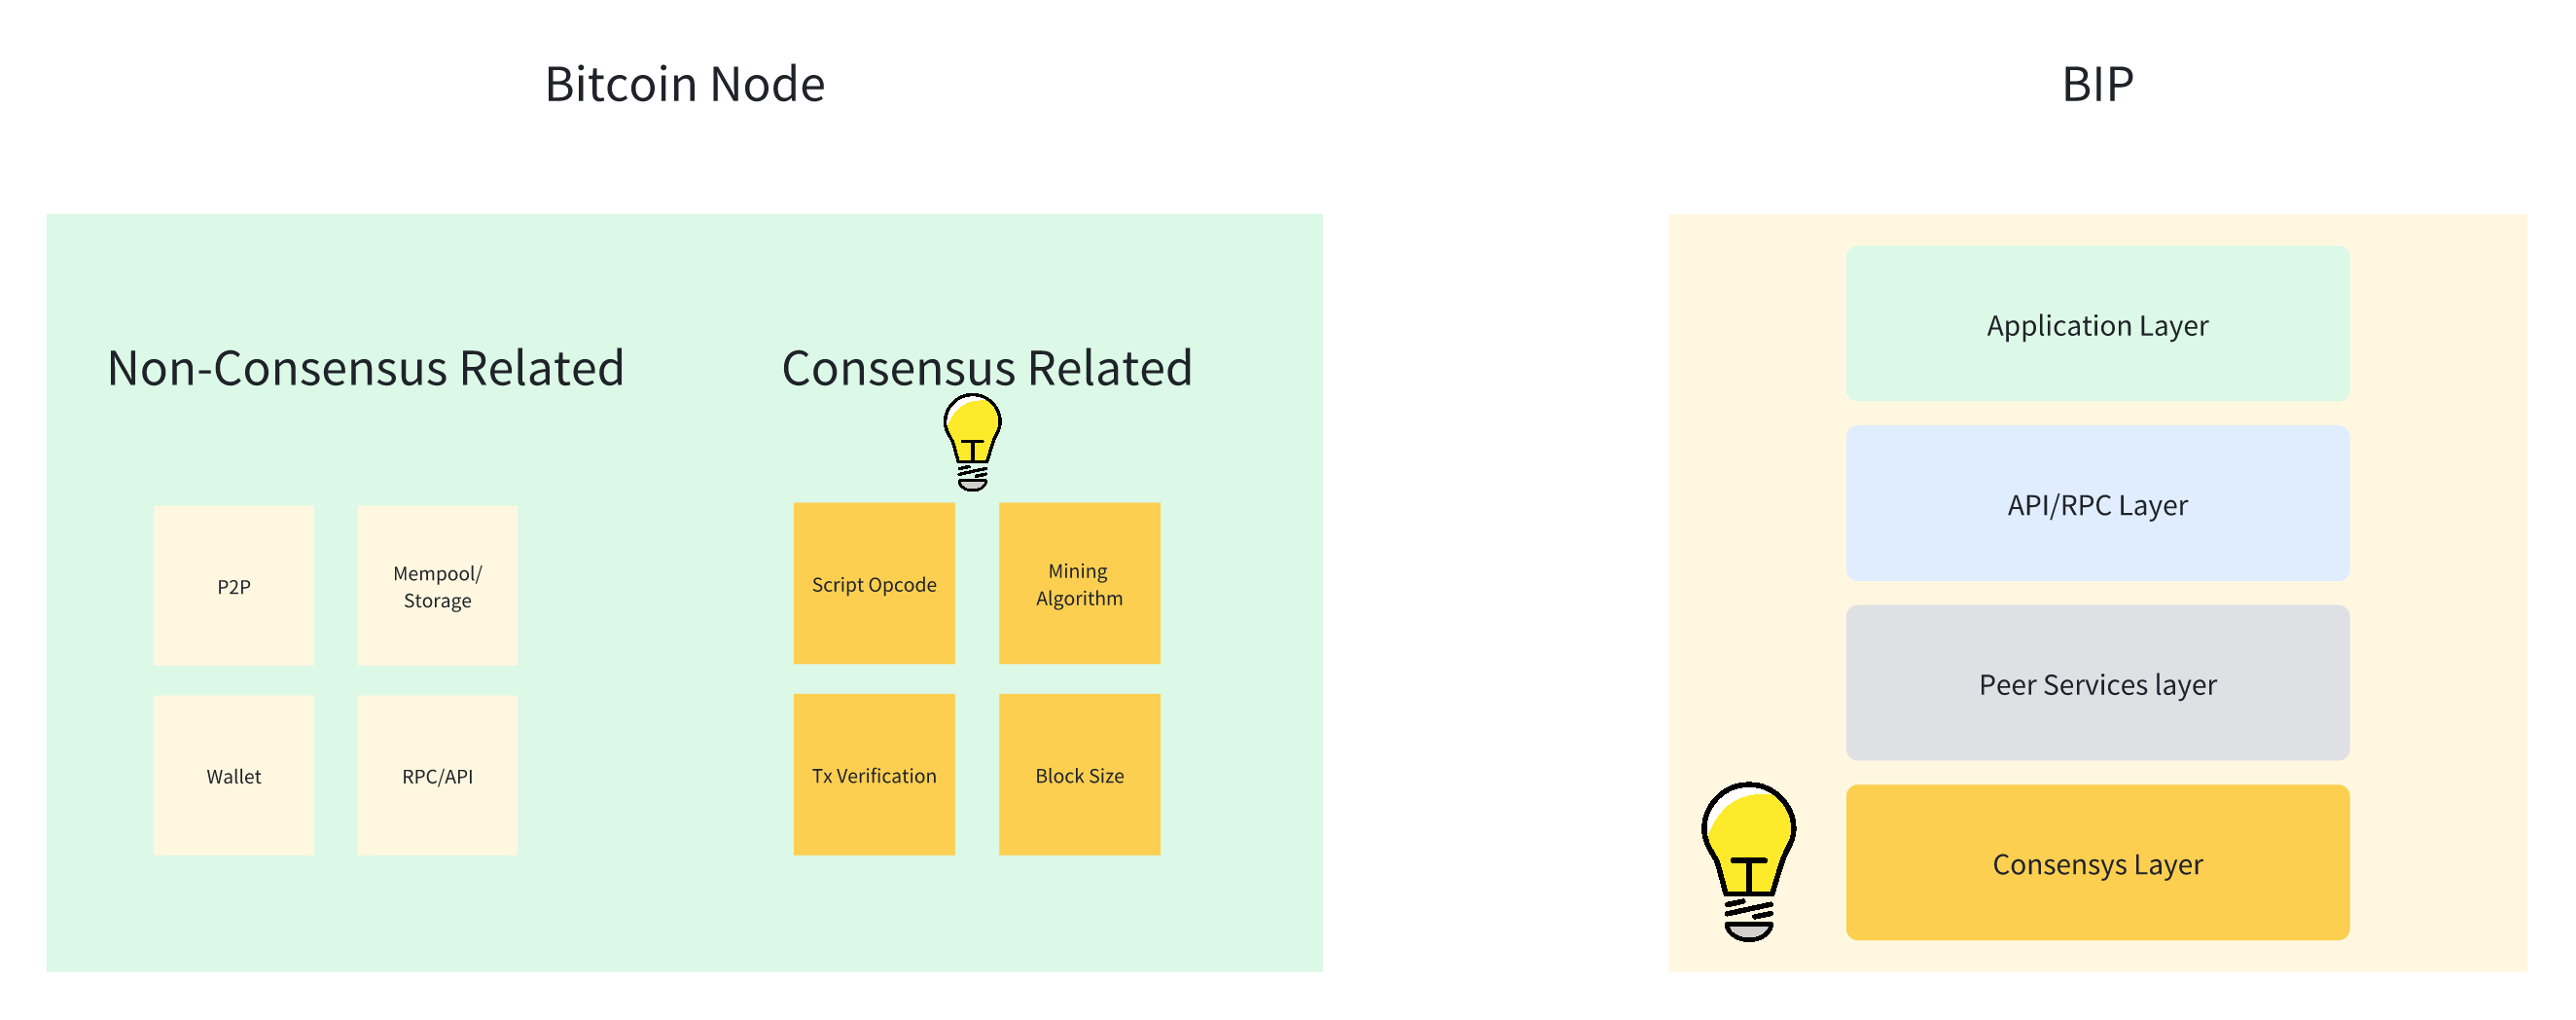 Bitcoin Node
BIP
Non-Consensus Related
Consensus Related
P2P
Mempool/
Storage
Wallet
RPC/API
Script Opcode
Mining
Algorithm
Tx Verification
Block Size
Application Layer
API/RPC Layer
Peer Services layer
Consensys Layer